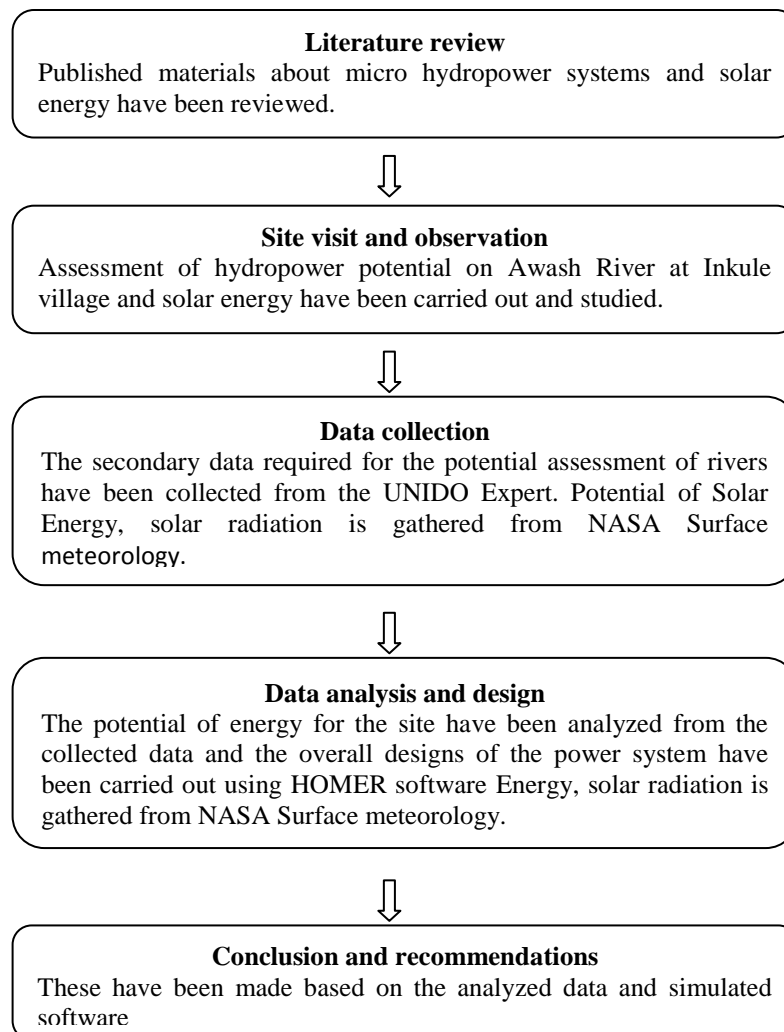 Literature review
Published materials about micro hydropower systems and solar
energy have been reviewed.
Site visit and observation
Assessment of hydropower potential on Awash River at Inkule
village and solar energy have been carried out and studied.
Data collection
The secondary data required for the potential assessment of rivers
have been collected from the UNIDO Expert. Potential of Solar
Energy, solar radiation is gathered from NASA Surface
meteorology.
Data analysis and design
The potential of energy for the site have been analyzed from the
collected data and the overall designs of the power system have
been carried out using HOMER software Energy, solar radiation is
gathered from NASA Surface meteorology.
Conclusion and recommendations
These have been made based on the analyzed data and simulated
software